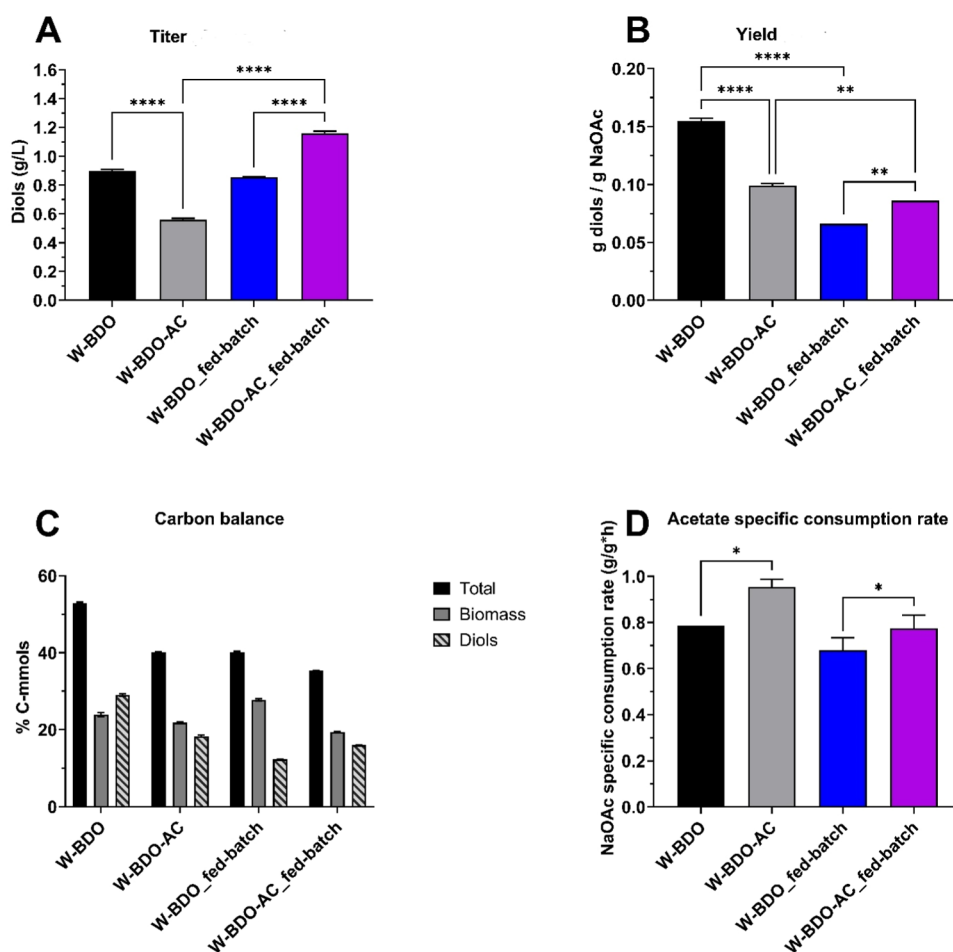 A
Titer
Diols (g/L)
1.6
1.4
1.2
1.0
0.8
0.6
0.4
0.2
0.0
****
****
****
W-BDO
W-BDO-AC
W-BDO_fed-batch
W-BDO-AC_fed-batch
B
Yield
g diols / g NaOAc
0.20
0.15
0.10
0.05
0.00
****
****
**
**
W-BDO
W-BDO-AC
W-BDO_fed-batch
W-BDO-AC_fed-batch
C
Carbon balance
% C-mmols
60
40
20
0
Total
Biomass
Diols
W-BDO
W-BDO-AC
W-BDO_fed-batch
W-BDO-AC_fed-batch
D
Acetate specific consumption rate
NaOAc specific consumption rate (g/g*h)
1.0
0.8
0.6
0.4
0.2
0.0
*
*
W-BDO
W-BDO-AC
W-BDO_fed-batch
W-BDO-AC_fed-batch